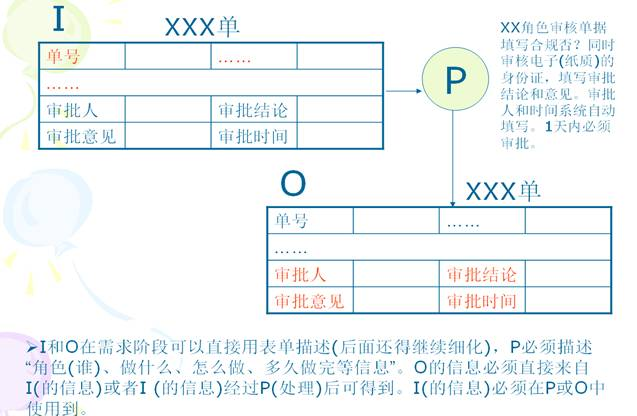 I
XXX单
单号 ……
……
审批人 审批结论
审批意见 审批时间
P
XX角色审核单据
填写合规否？同时
审核电子(纸质)的
身份证，填写审批
结论和意见。审批
人和时间系统自动
填写。1天内必须
审批。
O
XXX单
单号 ……
……
审批人 审批结论
审批意见 审批时间
➢I和O在需求阶段可以直接用表单描述(后面还得继续细化)，P必须描述
“角色(谁)、做什么、怎么做、多久做完等信息”。O的信息必须直接来自
I(的信息)或者I (的信息)经过P(处理)后可得到。I(的信息)必须在P或O中
使用到。